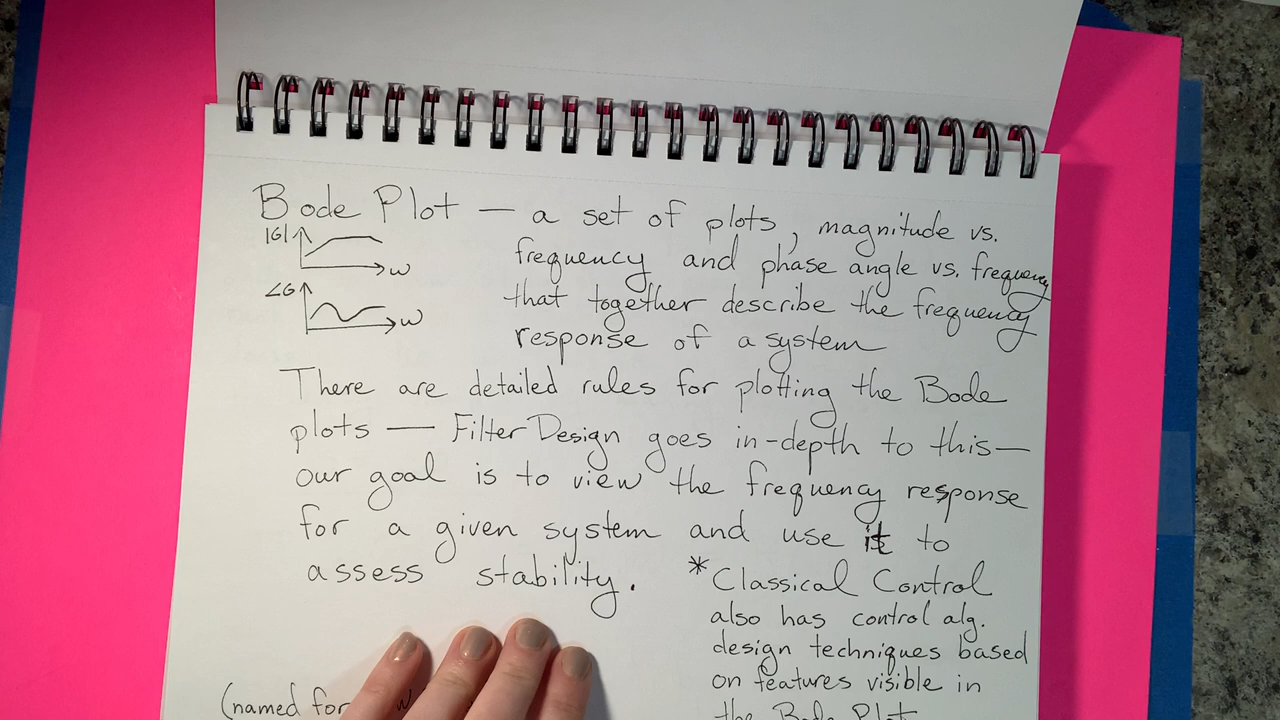 Bode Plot — a set of plots, magnitude vs.
frequency and phase angle vs. frequency
that together describe the frequency
response of a system
|G|
ω
∠G
ω
There are detailed rules for plotting the Bode
plots — Filter Design goes in-depth to this—
our goal is to view the frequency response
for a given system and use it to
assess stability.
* Classical Control
also has control alg.
design techniques based
on features visible in
the Bode Plot
(named for